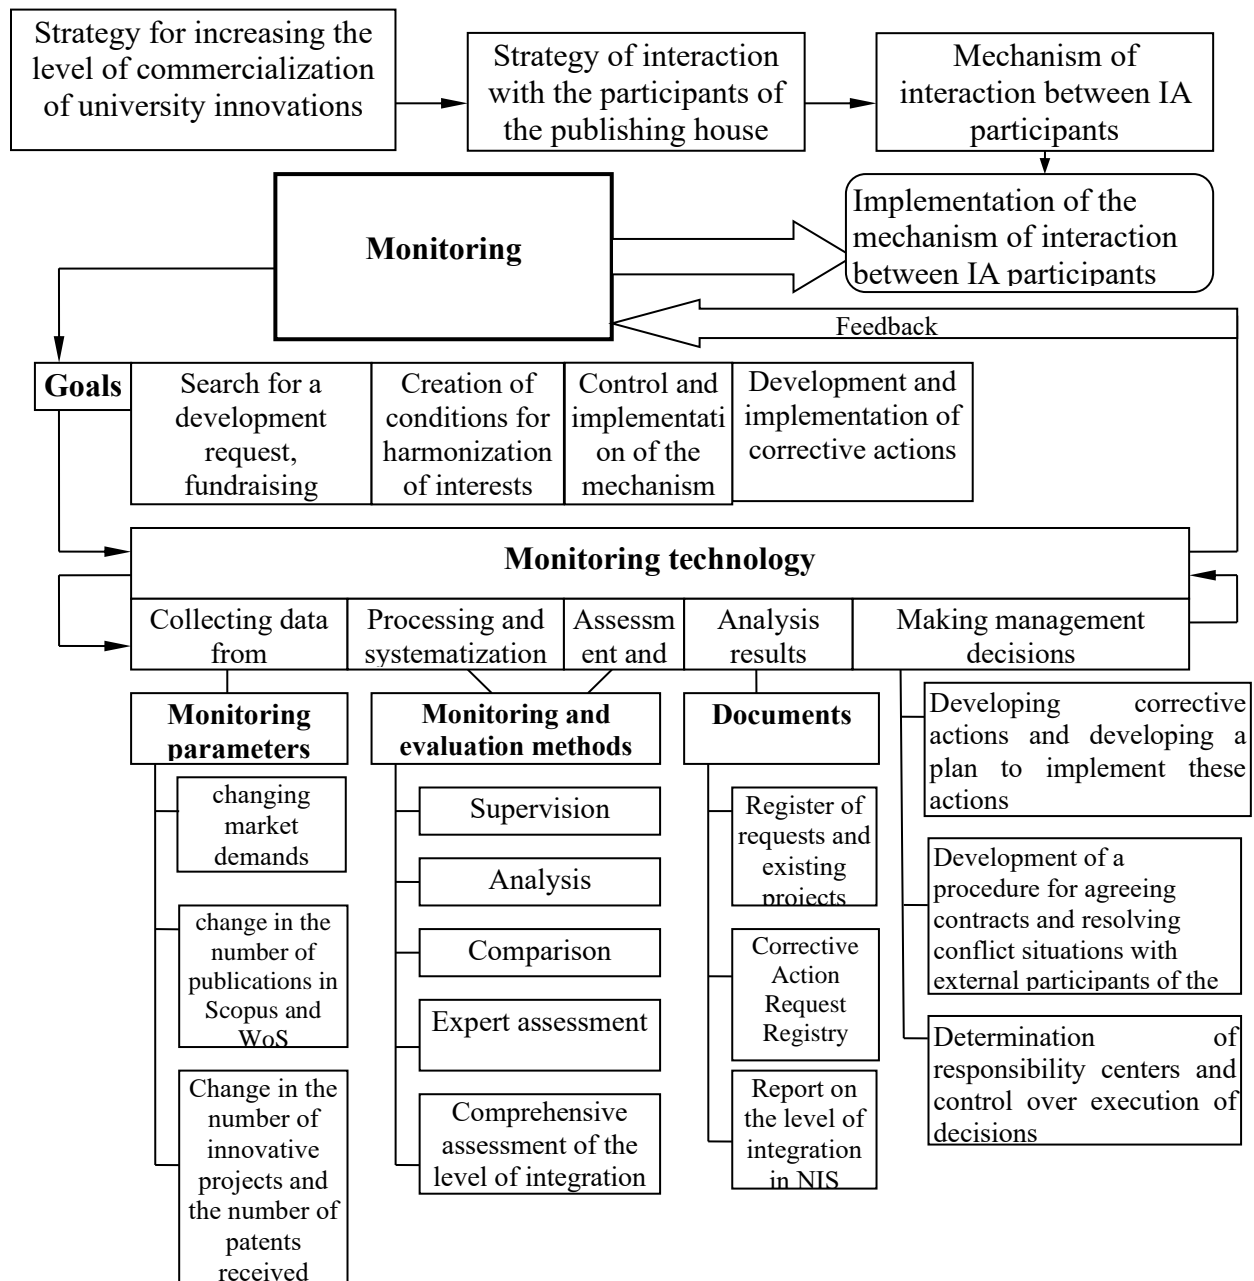 Strategy for increasing the
level of commercialization
of university innovations
Strategy of interaction
with the participants of
the publishing house
Mechanism of
interaction between IA
participants
Monitoring
Implementation of the
mechanism of interaction
between IA participants
Feedback
Goals
Search for a
development
request,
fundraising
Creation of
conditions for
harmonization
of interests
Control and
implementati
on of the
mechanism
Development and
implementation of
corrective actions
Monitoring technology
Collecting data
from
Processing and
systematization
Assessm
ent and
Analysis
results
Making management
decisions
Monitoring
parameters
changing
market
demands
change in the
number of
publications in
Scopus and
WoS
Change in the
number of
innovative
projects and
the number of
patents
received
Monitoring and
evaluation methods
Supervision
Analysis
Comparison
Expert assessment
Comprehensive
assessment of the
level of integration
Documents
Register of
requests and
existing
projects
Corrective
Action
Request
Registry
Report on
the level of
integration
in NIS
Developing corrective
actions and developing a
plan to implement these
actions
Development of a
procedure for agreeing
contracts and resolving
conflict situations with
external participants of the
Determination of
responsibility centers and
control over execution of
decisions